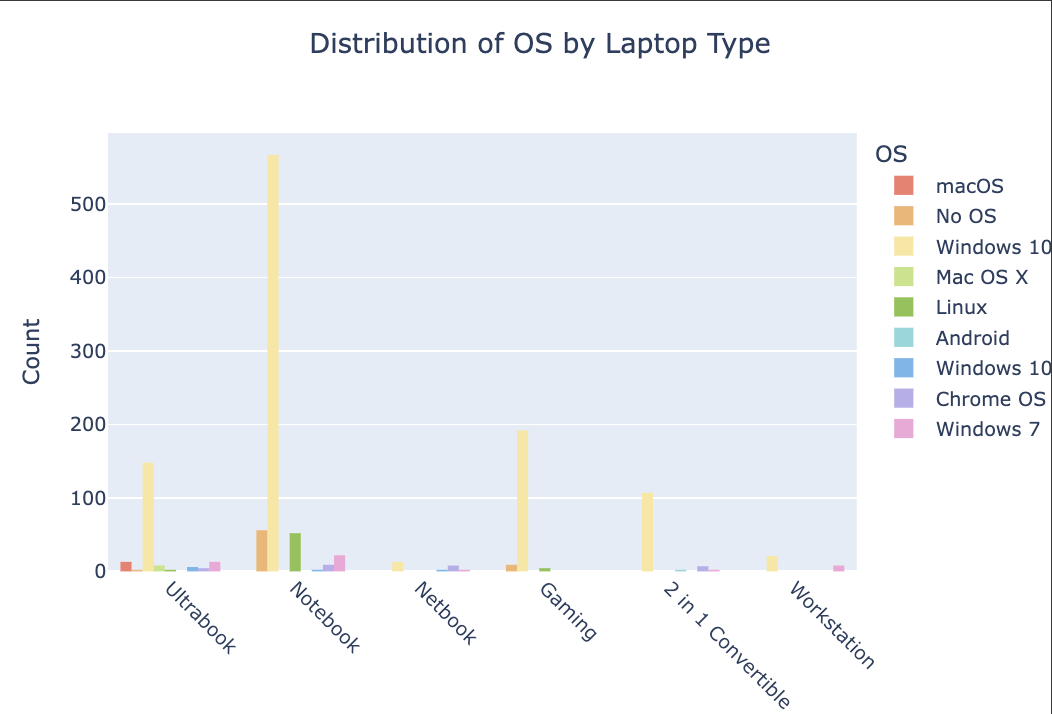 Distribution of OS by Laptop Type
Count
500
400
300
200
100
0
Ultrabook
Notebook
Netbook
Gaming
2 in 1 Convertible
Workstation
OS
macOS
No OS
Windows 10
Mac OS X
Linux
Android
Windows 10
Chrome OS
Windows 7